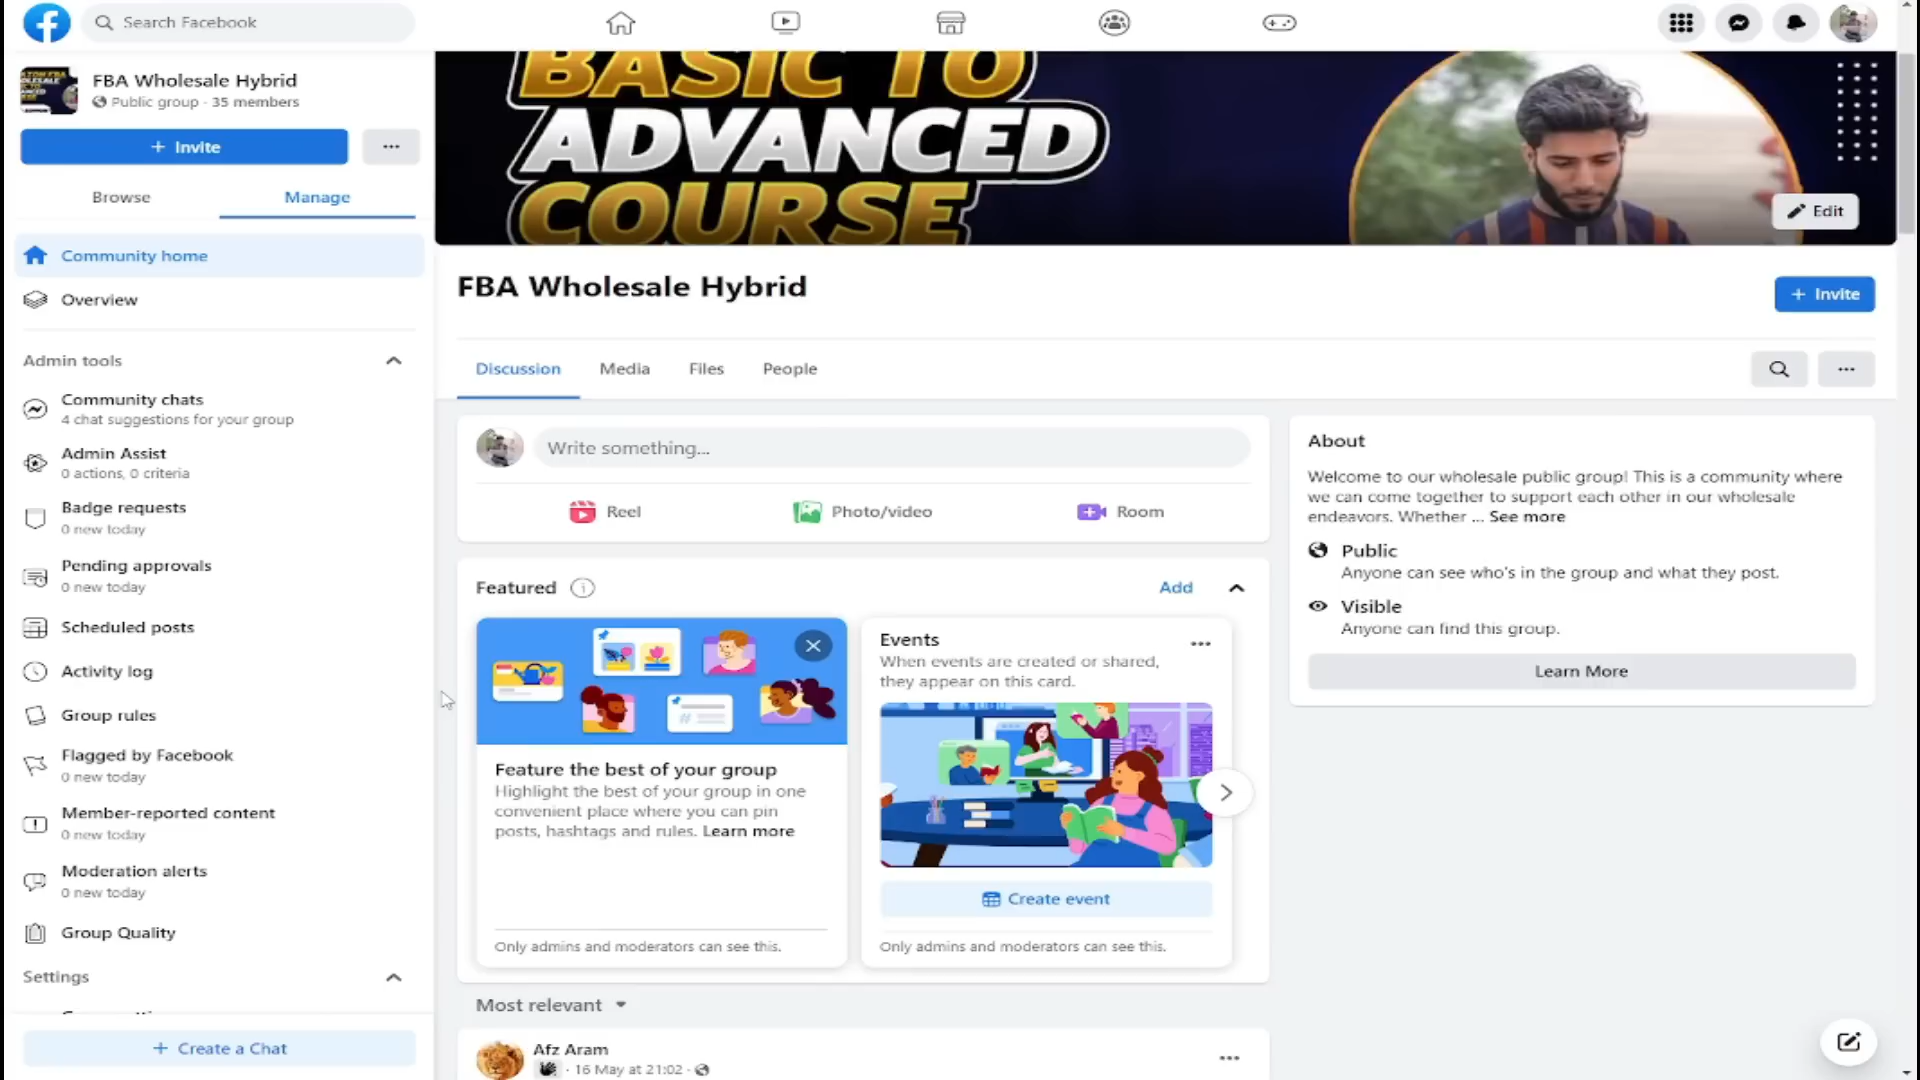 Search Facebook
FBA Wholesale Hybrid
Public group · 35 members
+ Invite
Browse
Manage
Community home
Overview
Admin tools
Community chats
4 chat suggestions for your group
Admin Assist
0 actions, 0 criteria
Badge requests
0 new today
Pending approvals
0 new today
Scheduled posts
Activity log
Group rules
Flagged by Facebook
0 new today
Member-reported content
0 new today
Moderation alerts
0 new today
Group Quality
Settings
+ Create a Chat
BASIC TO
ADVANCED
COURSE
Edit
FBA Wholesale Hybrid
+ Invite
Discussion
Media
Files
People
Write something...
Reel
Photo/video
Room
Featured
Add
Feature the best of your group
Highlight the best of your group in one
convenient place where you can pin
posts, hashtags and rules. Learn more
Only admins and moderators can see this.
Events
When events are created or shared,
they appear on this card.
Create event
Only admins and moderators can see this.
Most relevant
Afz Aram
· 16 May at 21:02 ·
About
Welcome to our wholesale public group! This is a community where
we can come together to support each other in our wholesale
endeavors. Whether ... See more
Public
Anyone can see who's in the group and what they post.
Visible
Anyone can find this group.
Learn More